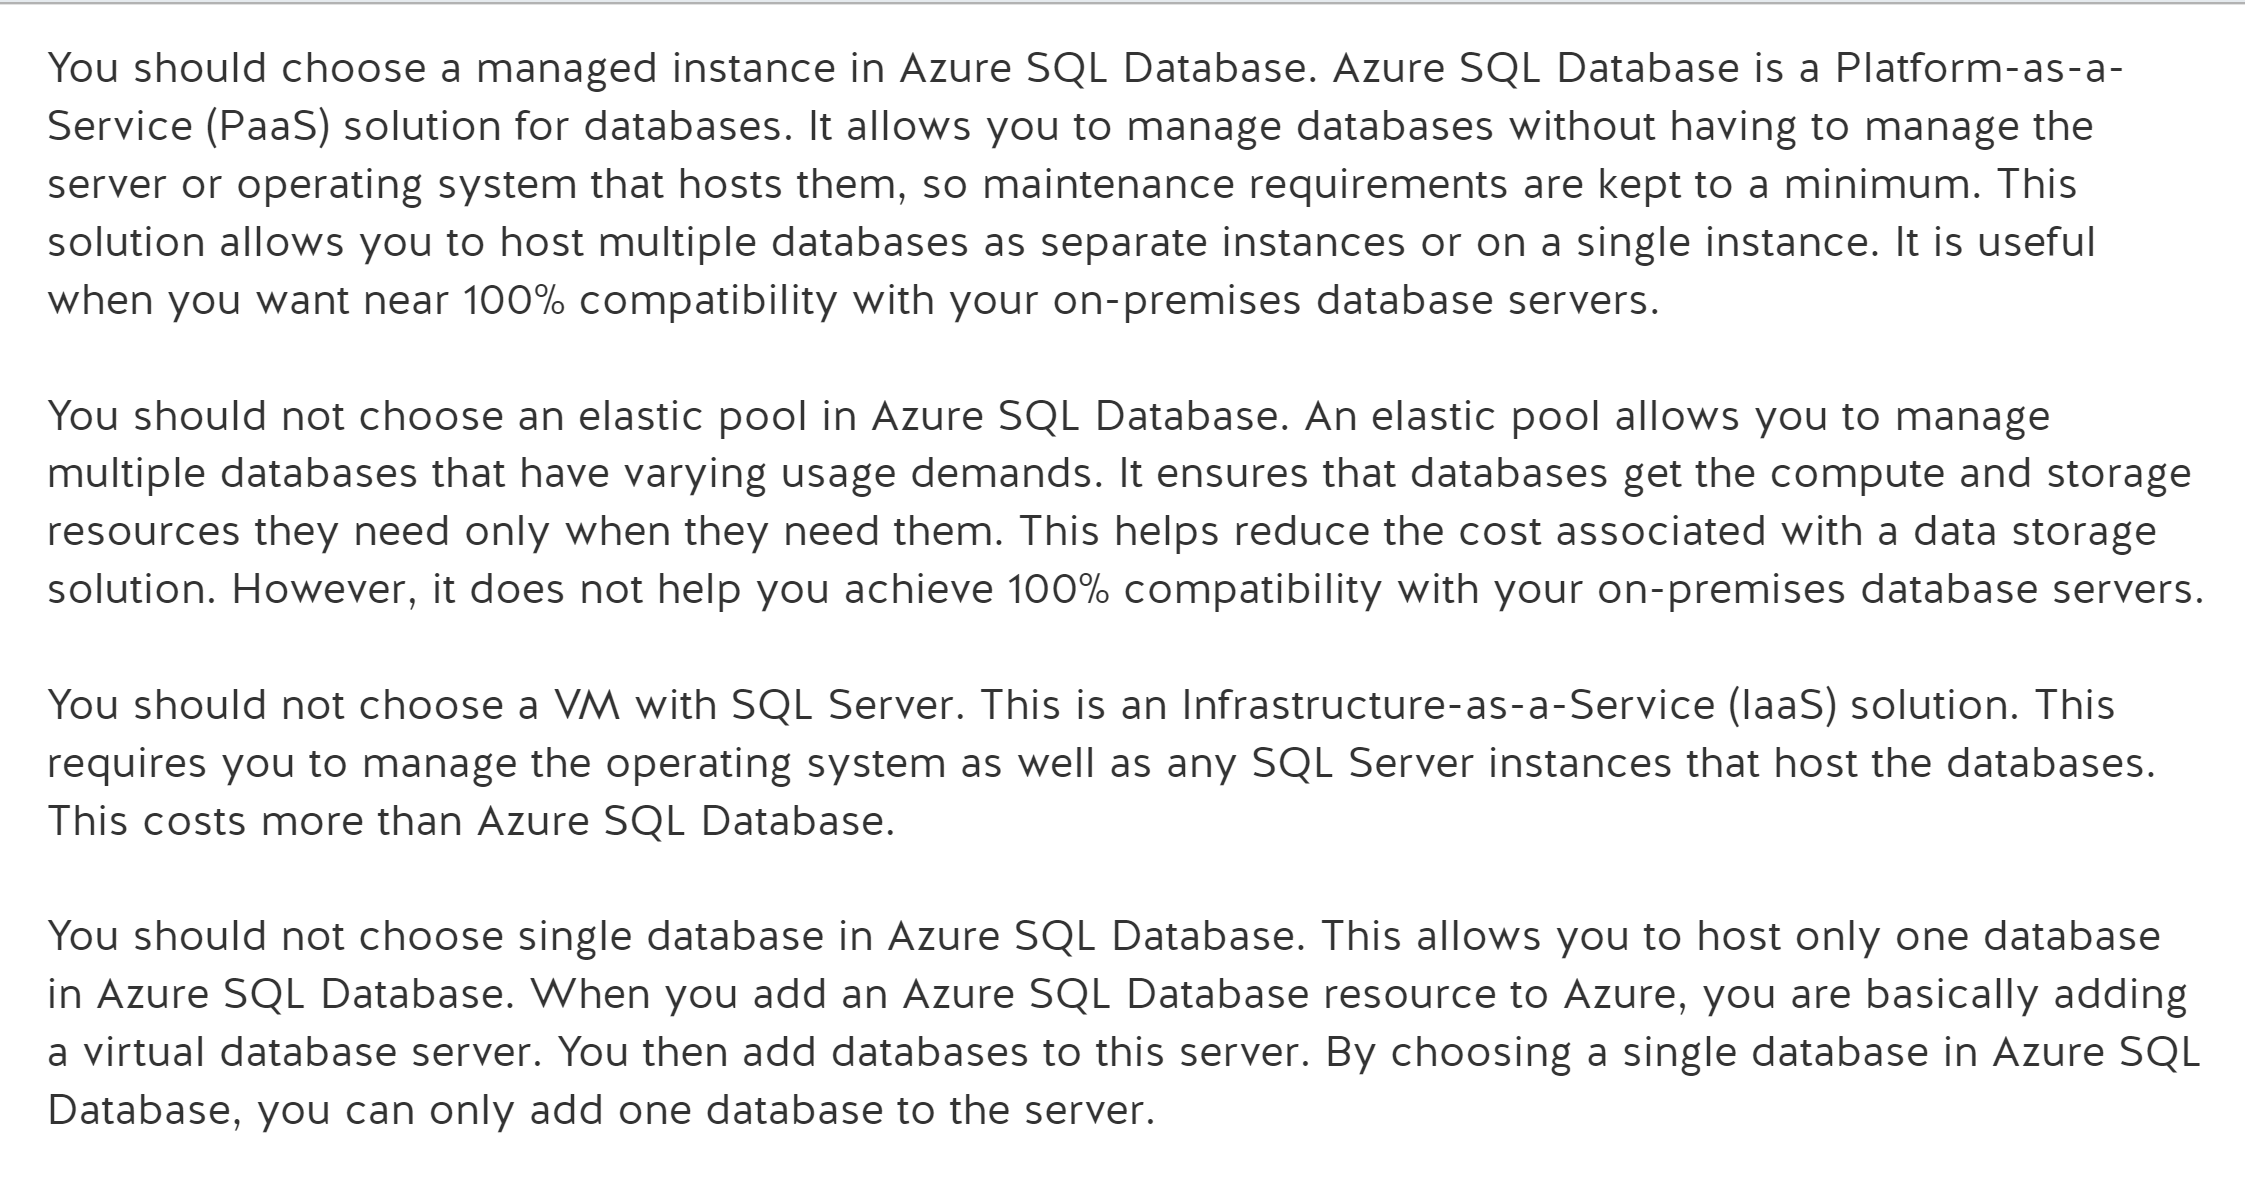 You should choose a managed instance in Azure SQL Database. Azure SQL Database is a Platform-as-a-
Service (PaaS) solution for databases. It allows you to manage databases without having to manage the
server or operating system that hosts them, so maintenance requirements are kept to a minimum. This
solution allows you to host multiple databases as separate instances or on a single instance. It is useful
when you want near 100% compatibility with your on-premises database servers.
You should not choose an elastic pool in Azure SQL Database. An elastic pool allows you to manage
multiple databases that have varying usage demands. It ensures that databases get the compute and storage
resources they need only when they need them. This helps reduce the cost associated with a data storage
solution. However, it does not help you achieve 100% compatibility with your on-premises database servers.
You should not choose a VM with SQL Server. This is an Infrastructure-as-a-Service (IaaS) solution. This
requires you to manage the operating system as well as any SQL Server instances that host the databases.
This costs more than Azure SQL Database.
You should not choose single database in Azure SQL Database. This allows you to host only one database
in Azure SQL Database. When you add an Azure SQL Database resource to Azure, you are basically adding
a virtual database server. You then add databases to this server. By choosing a single database in Azure SQL
Database, you can only add one database to the server.